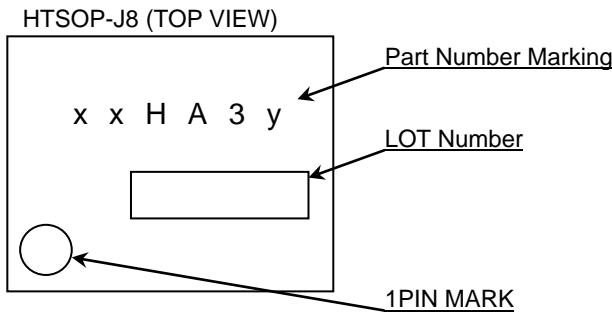 HTSOP-J8 (TOP VIEW)
Part Number Marking
x x H A 3 y
LOT Number
1PIN MARK